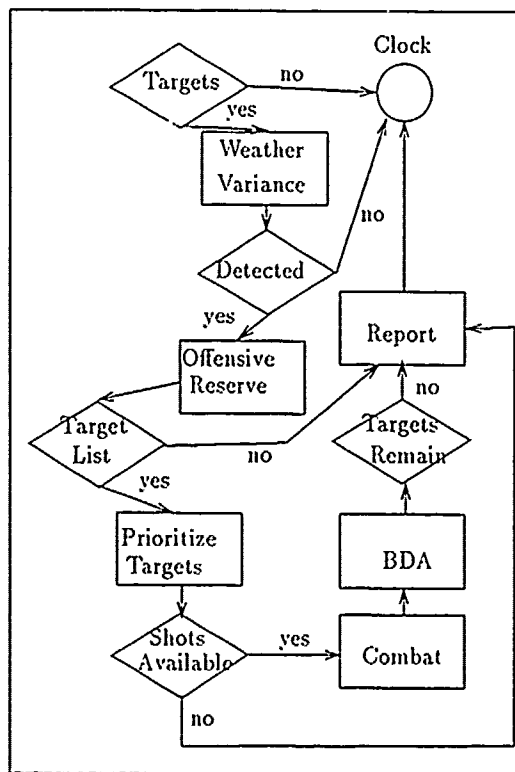 Clock
Targets
no
yes
Weather
Variance
no
Detected
yes
Offensive
Reserve
Report
no
Target
List
no
Targets
Remain
yes
Prioritize
Targets
BDA
Shots
Available
yes
Combat
no